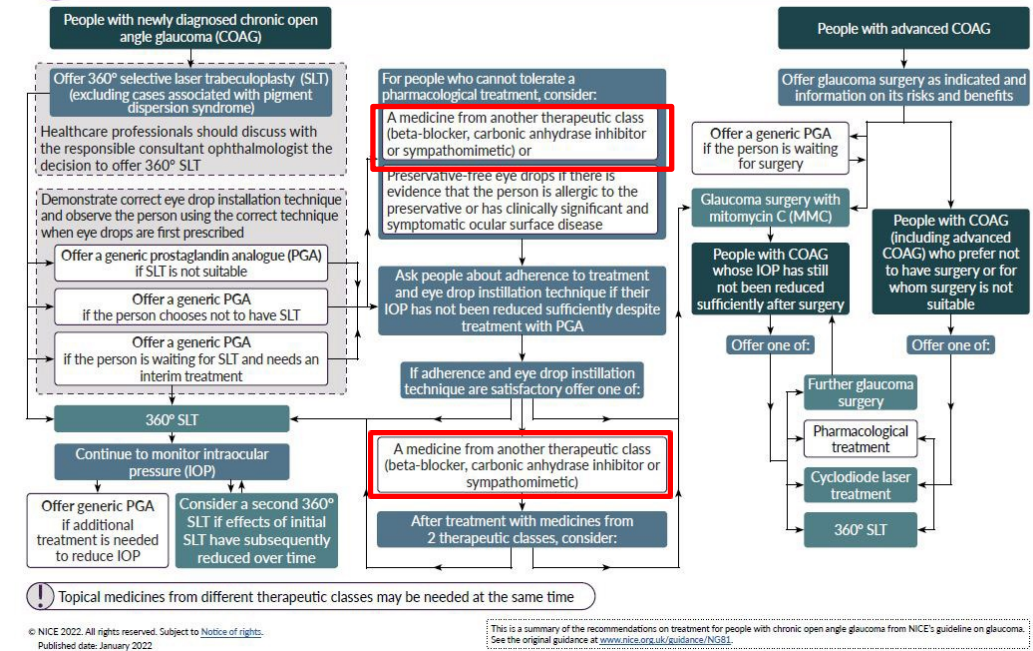 People with newly diagnosed chronic open
angle glaucoma (COAG)
Offer 360° selective laser trabeculoplasty (SLT)
(excluding cases associated with pigment
dispersion syndrome)
Healthcare professionals should discuss with
the responsible consultant ophthalmologist the
decision to offer 360° SLT
Demonstrate correct eye drop installation technique
and observe the person using the correct technique
when eye drops are first prescribed
Offer a generic prostaglandin analogue (PGA)
if SLT is not suitable
Offer a generic PGA
if the person chooses not to have SLT
Offer a generic PGA
if the person is waiting for SLT and needs an
interim treatment
360° SLT
Continue to monitor intraocular
pressure (IOP)
Offer generic PGA
if additional
treatment is needed
to reduce IOP
Consider a second 360°
SLT if effects of initial
SLT have subsequently
reduced over time
For people who cannot tolerate a
pharmacological treatment, consider:
A medicine from another therapeutic class
(beta-blocker, carbonic anhydrase inhibitor
or sympathomimetic) or
Preservative-free eye drops if there is
evidence that the person is allergic to the
preservative or has clinically significant and
symptomatic ocular surface disease
Ask people about adherence to treatment
and eye drop instillation technique if their
IOP has not been reduced sufficiently despite
treatment with PGA
If adherence and eye drop instillation
technique are satisfactory offer one of:
A medicine from another therapeutic class
(beta-blocker, carbonic anhydrase inhibitor or
sympathomimetic)
After treatment with medicines from
2 therapeutic classes, consider:
People with advanced COAG
Offer glaucoma surgery as indicated and
information on its risks and benefits
Offer a generic PGA
if the person is waiting
for surgery
Glaucoma surgery with
mitomycin C (MMC)
People with COAG
whose IOP has still
not been reduced
sufficiently after surgery
People with COAG
(including advanced
COAG) who prefer not
to have surgery or for
whom surgery is not
suitable
Offer one of:
Offer one of:
Further glaucoma
surgery
Pharmacological
treatment
Cyclodiode laser
treatment
360° SLT
! Topical medicines from different therapeutic classes may be needed at the same time
© NICE 2022. All rights reserved. Subject to Notice of rights.
Published date: January 2022
This is a summary of the recommendations on treatment for people with chronic open angle glaucoma from NICE's guideline on glaucoma.
See the original guidance at www.nice.org.uk/guidance/NG81.